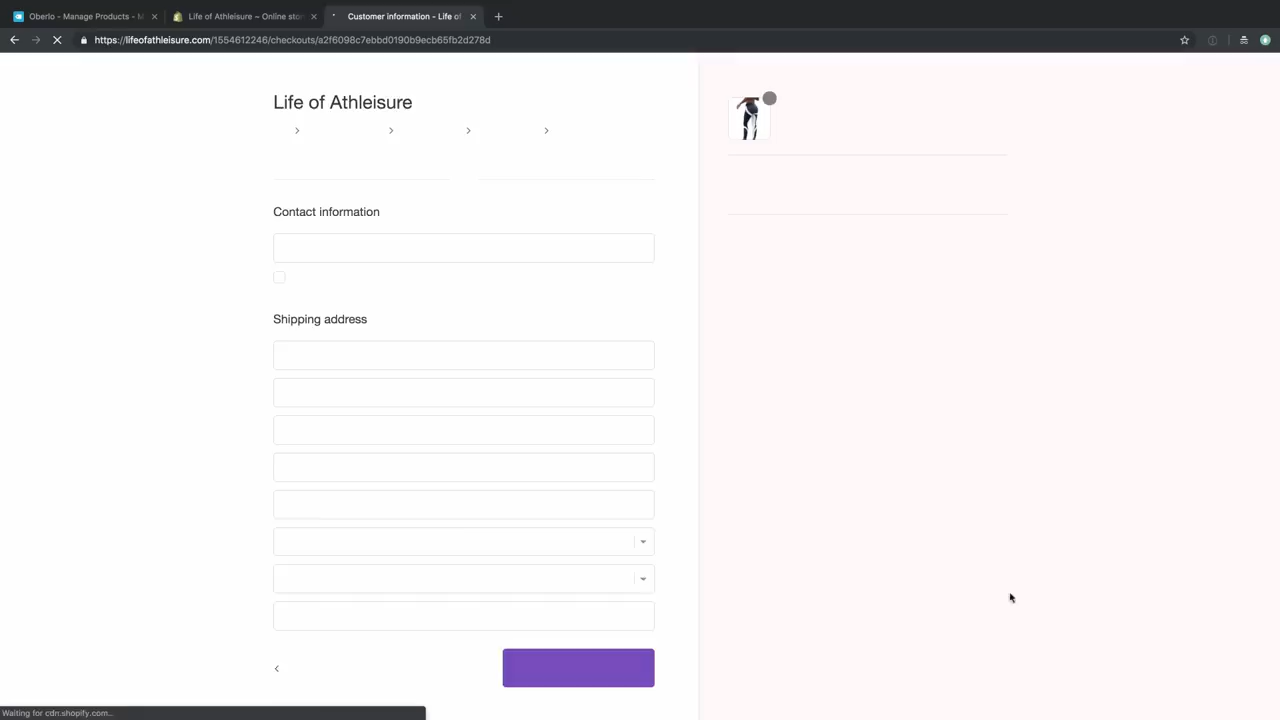 Oberlo - Manage Products - M
Life of Athleisure ~ Online stor
Customer information - Life of
https://lifeofathleisure.com/1554612246/checkouts/a2f6098c7ebbd0190b9ecb65fb2d278d
Life of Athleisure
Contact information
Shipping address
Waiting for cdn.shopify.com...